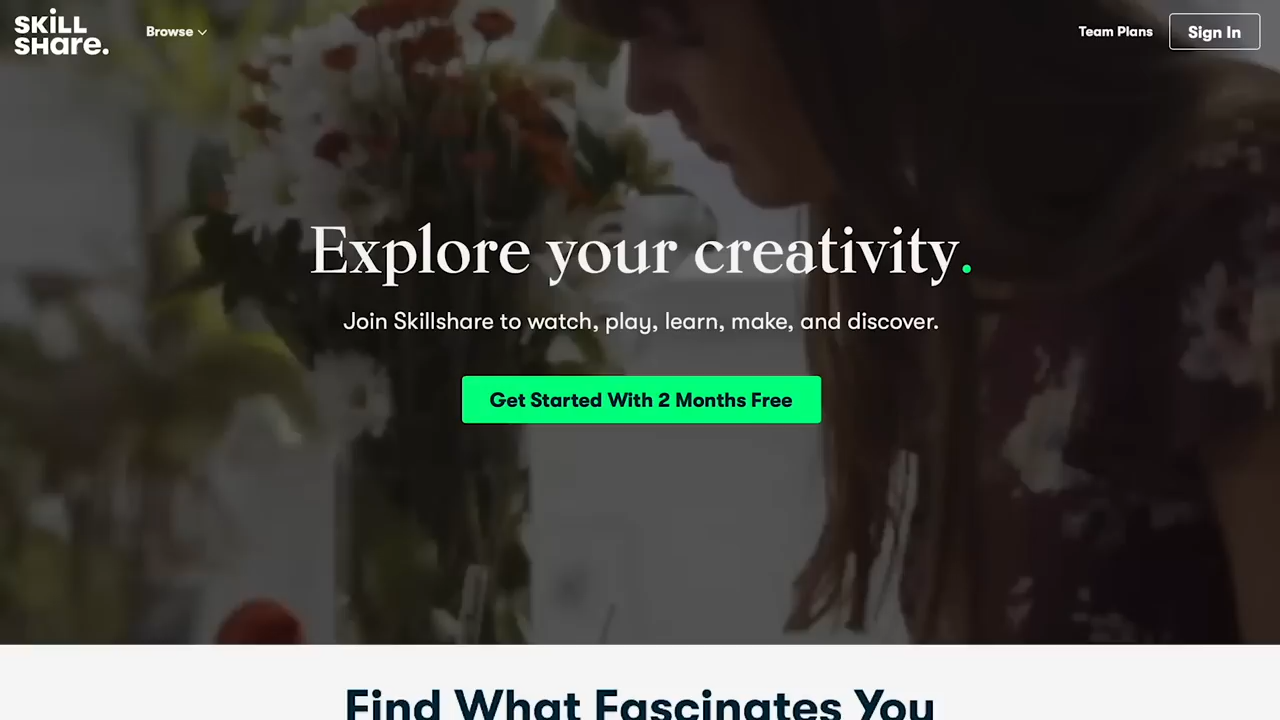 SKiLL
SHare.
Browse
Team Plans
Sign In
Explore your creativity.
Join Skillshare to watch, play, learn, make, and discover.
Get Started With 2 Months Free
Find What Fascinates You